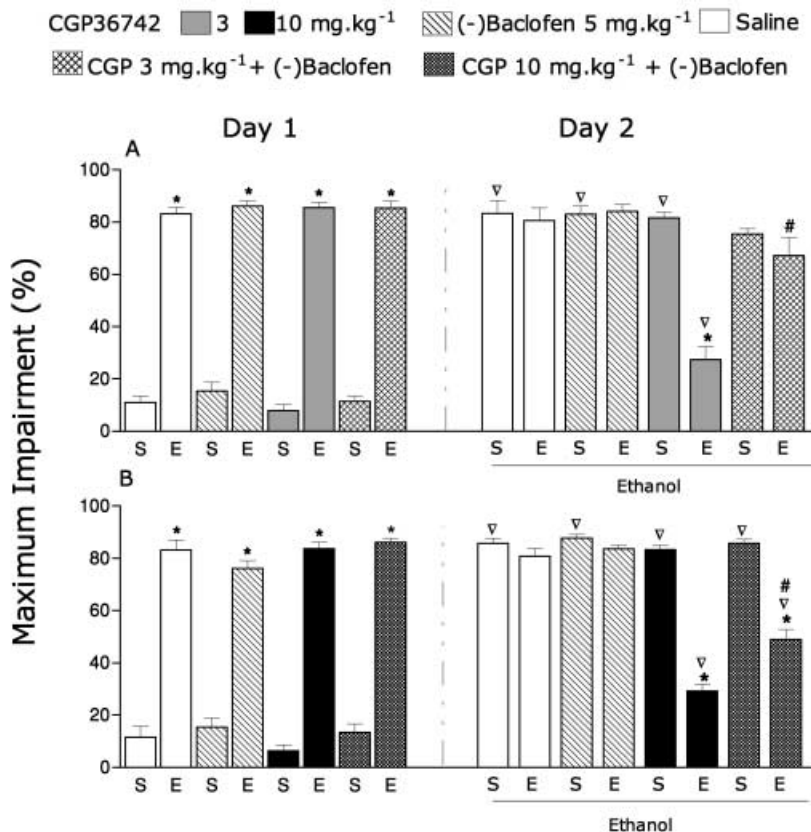 CGP36742 3 10 mg.kg⁻¹ (-)Baclofen 5 mg.kg⁻¹ Saline
CGP 3 mg.kg⁻¹+ (-)Baclofen CGP 10 mg.kg⁻¹ + (-)Baclofen
Day 1 Day 2
A
Maximum Impairment (%)
100
80
60
40
20
0
* * * *
∇ ∇ ∇ ∇ * #
S E S E S E S E
S E S E S E S E
Ethanol
B
100
80
60
40
20
0
* * * *
∇ ∇ ∇ ∇ * ∇ # ∇ *
S E S E S E S E
S E S E S E S E
Ethanol